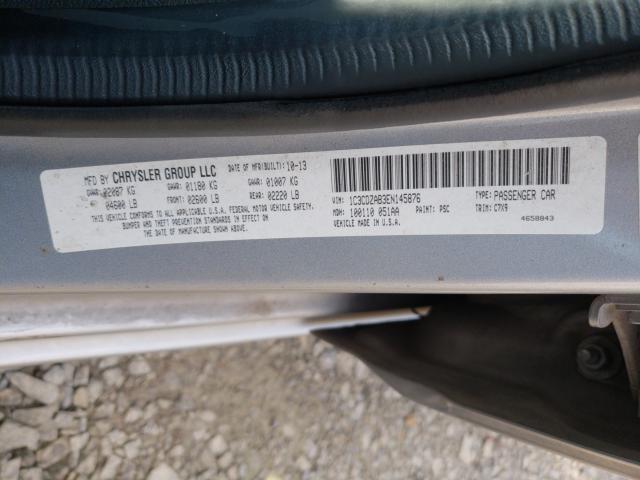 MFD BY CHRYSLER GROUP LLC DATE OF MFR(BUILT): 10-13
GVWR: 02087 KG GAWR: 01180 KG GAWR: 01007 KG
04600 LB FRONT: 02600 LB REAR: 02220 LB
THIS VEHICLE CONFORMS TO ALL APPLICABLE U.S.A. FEDERAL MOTOR VEHICLE SAFETY,
BUMPER AND THEFT PREVENTION STANDARDS IN EFFECT ON
THE DATE OF MANUFACTURE SHOWN ABOVE.
VIN: 1C3CDZAB3EN145876 TYPE: PASSENGER CAR
MDH: 100110 051AA PAINT: PSC TRIM: C7X9
VEHICLE MADE IN U.S.A. 4658843